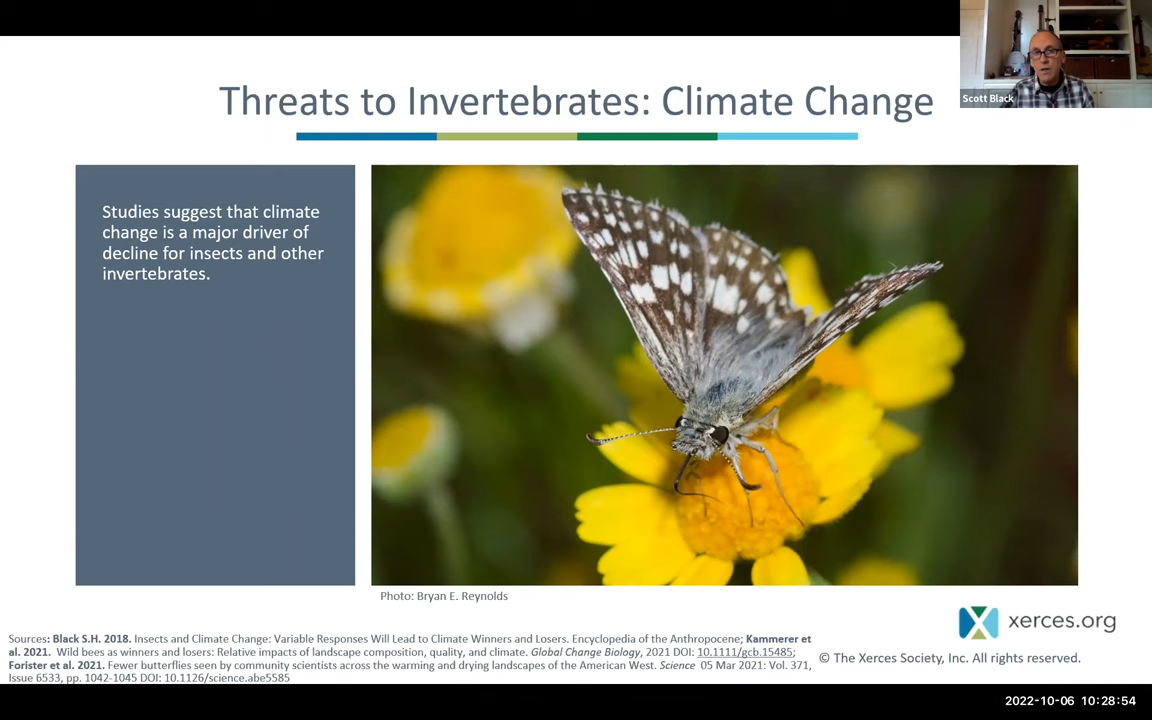 Threats to Invertebrates: Climate Change
Scott Black
Studies suggest that climate
change is a major driver of
decline for insects and other
invertebrates.
Photo: Bryan E. Reynolds
Sources: Black S.H. 2018. Insects and Climate Change: Variable Responses Will Lead to Climate Winners and Losers. Encyclopedia of the Anthropocene; Kammerer et
al. 2021. Wild bees as winners and losers: Relative impacts of landscape composition, quality, and climate. Global Change Biology, 2021 DOI: 10.1111/gcb.15485;
Forister et al. 2021. Fewer butterflies seen by community scientists across the warming and drying landscapes of the American West. Science 05 Mar 2021: Vol. 371,
Issue 6533, pp. 1042-1045 DOI: 10.1126/science.abe5585
xerces.org
© The Xerces Society, Inc. All rights reserved.
2022-10-06 10:28:54